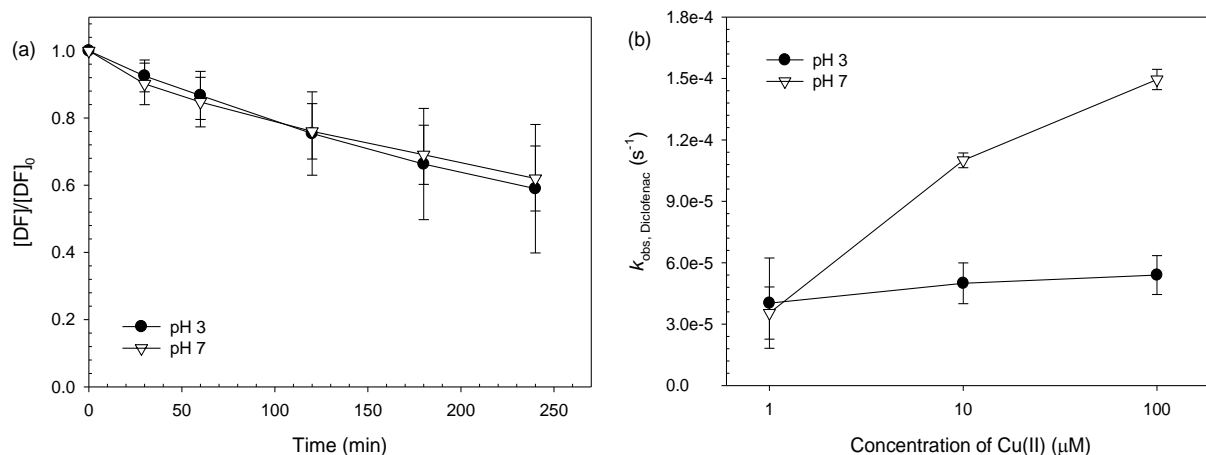 (a)
[DF]/[DF]0
1.0
0.8
0.6
0.4
0.2
0.0
0 50 100 150 200 250
Time (min)
pH 3
pH 7
(b)
kobs, Diclofenac (s-1)
1.8e-4
1.5e-4
1.2e-4
9.0e-5
6.0e-5
3.0e-5
0.0
1 10 100
Concentration of Cu(II) (μM)
pH 3
pH 7